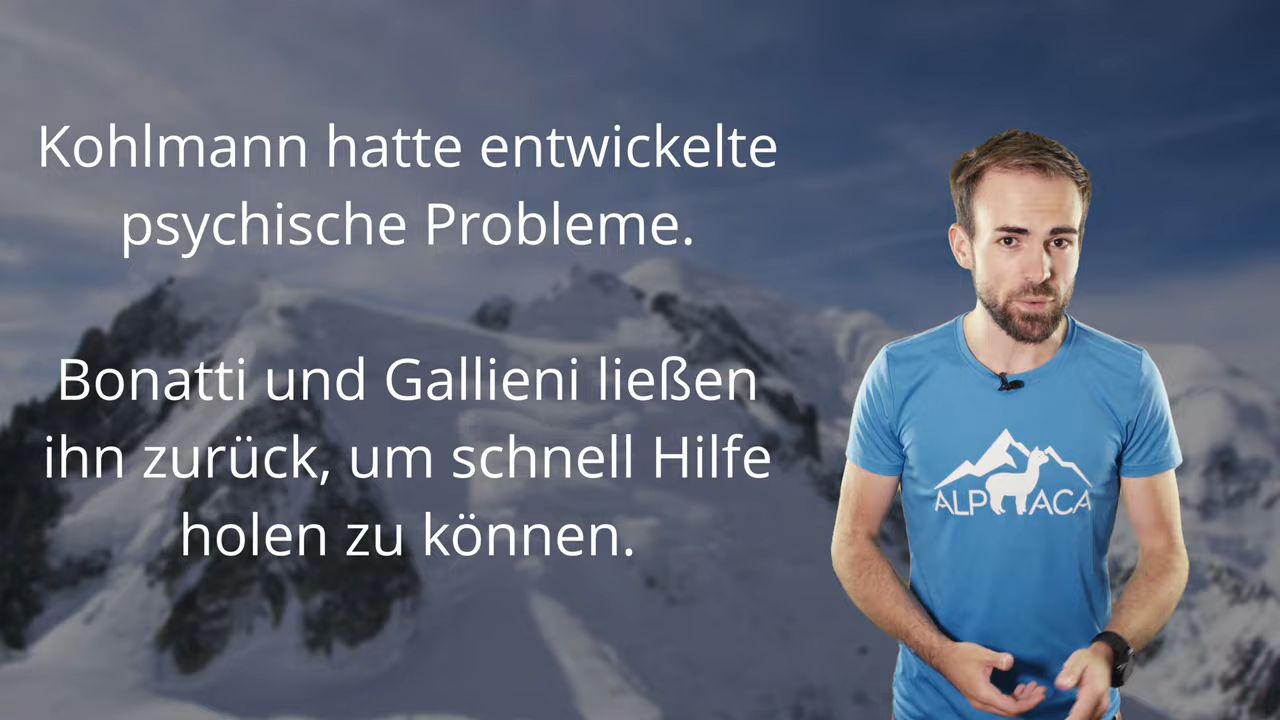 Kohlmann hatte entwickelte
psychische Probleme.
Bonatti und Gallieni ließen
ihn zurück, um schnell Hilfe
holen zu können.
ALPACA